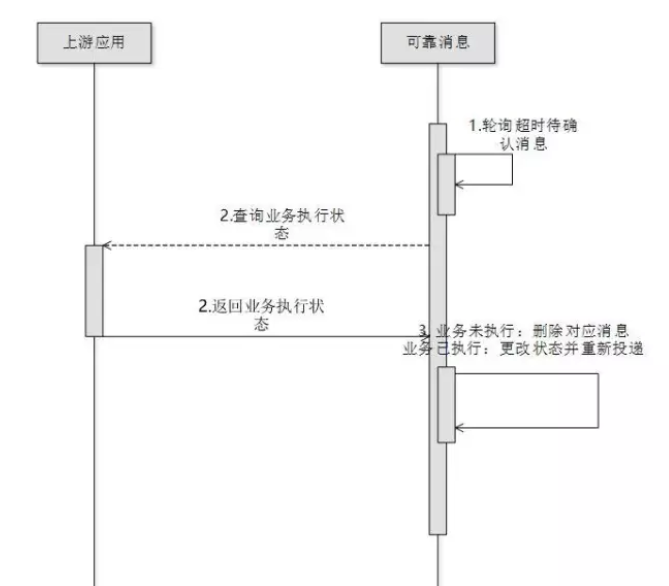 上游应用
可靠消息
1.轮询超时待确
认消息
2.查询业务执行状
态
2.返回业务执行状
态
3. 业务未执行：删除对应消息
业务已执行：更改状态并重新投递